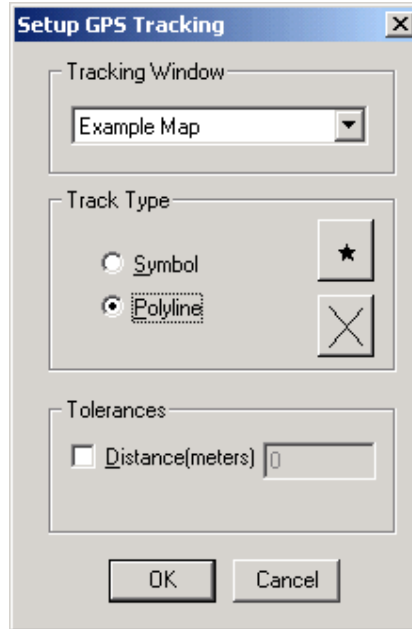 Setup GPS Tracking
Tracking Window
Example Map
Track Type
Symbol
Polyline
Tolerances
Distance(meters) 0
OK Cancel